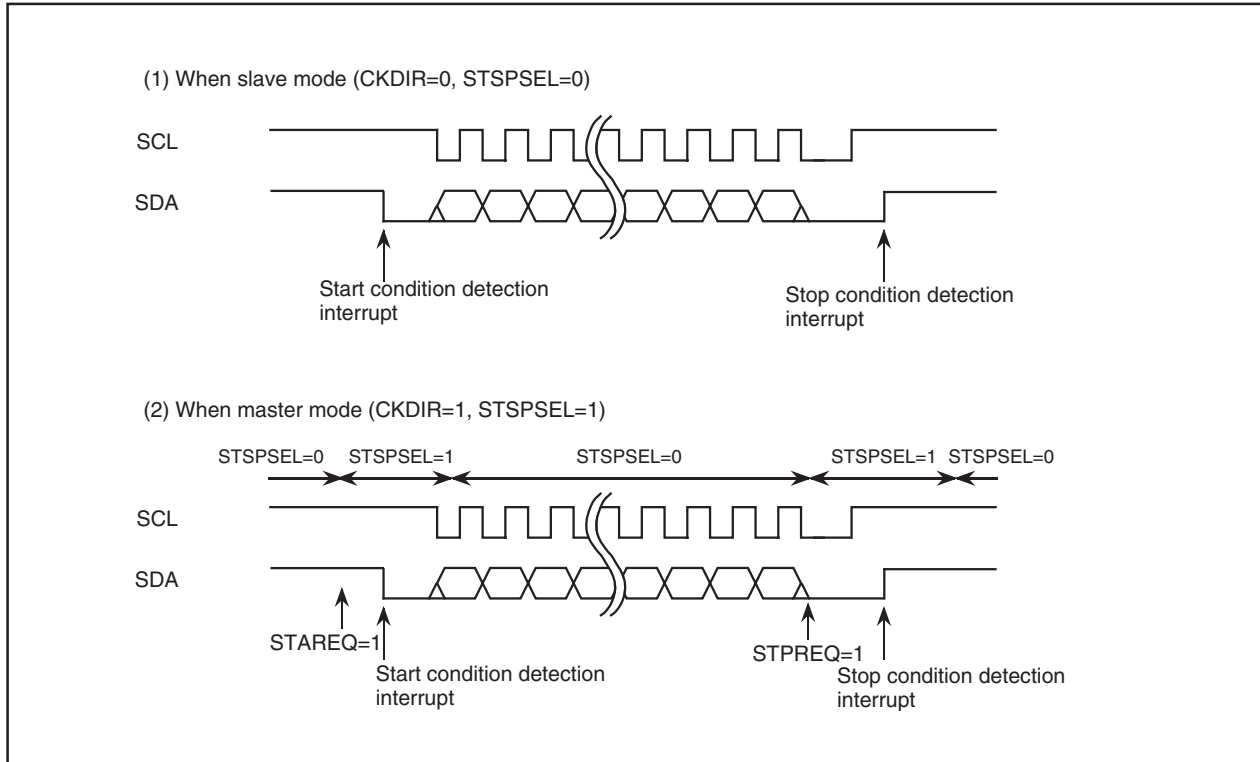 (1) When slave mode (CKDIR=0, STSPSEL=0)
SCL
SDA
Start condition detection
interrupt
Stop condition detection
interrupt
(2) When master mode (CKDIR=1, STSPSEL=1)
STSPSEL=0 STSPSEL=1 STSPSEL=0 STSPSEL=1 STSPSEL=0
SCL
SDA
STAREQ=1
Start condition detection
interrupt
STPREQ=1
Stop condition detection
interrupt